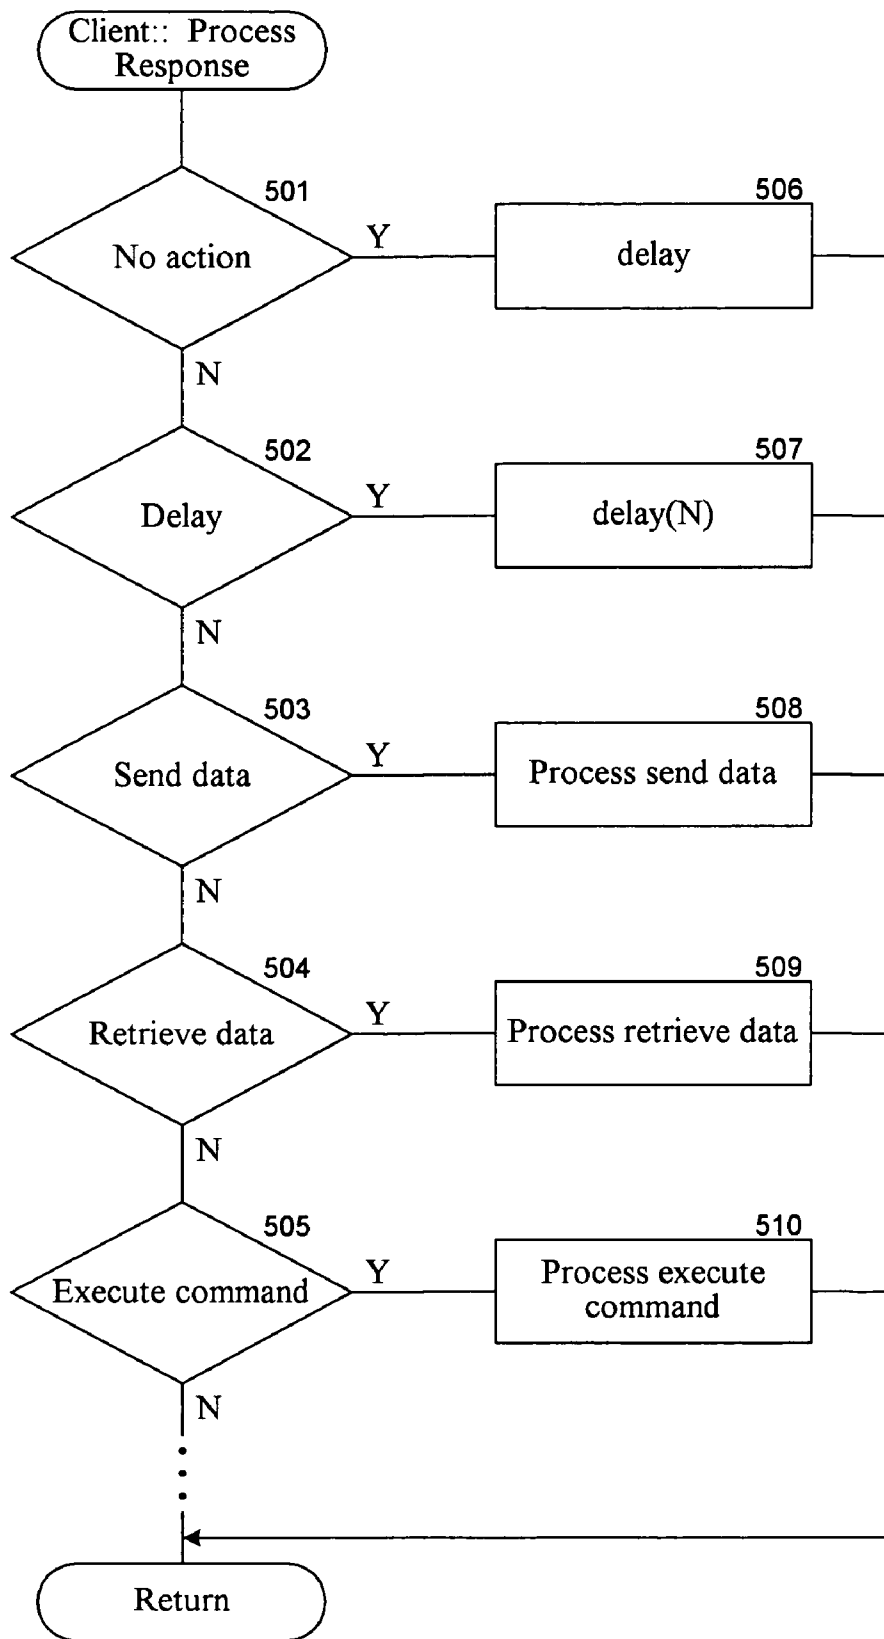 Client:: Process
Response
501
No action
Y
506
delay
N
502
Delay
Y
507
delay(N)
N
503
Send data
Y
508
Process send data
N
504
Retrieve data
Y
509
Process retrieve data
N
505
Execute command
Y
510
Process execute
command
N
Return